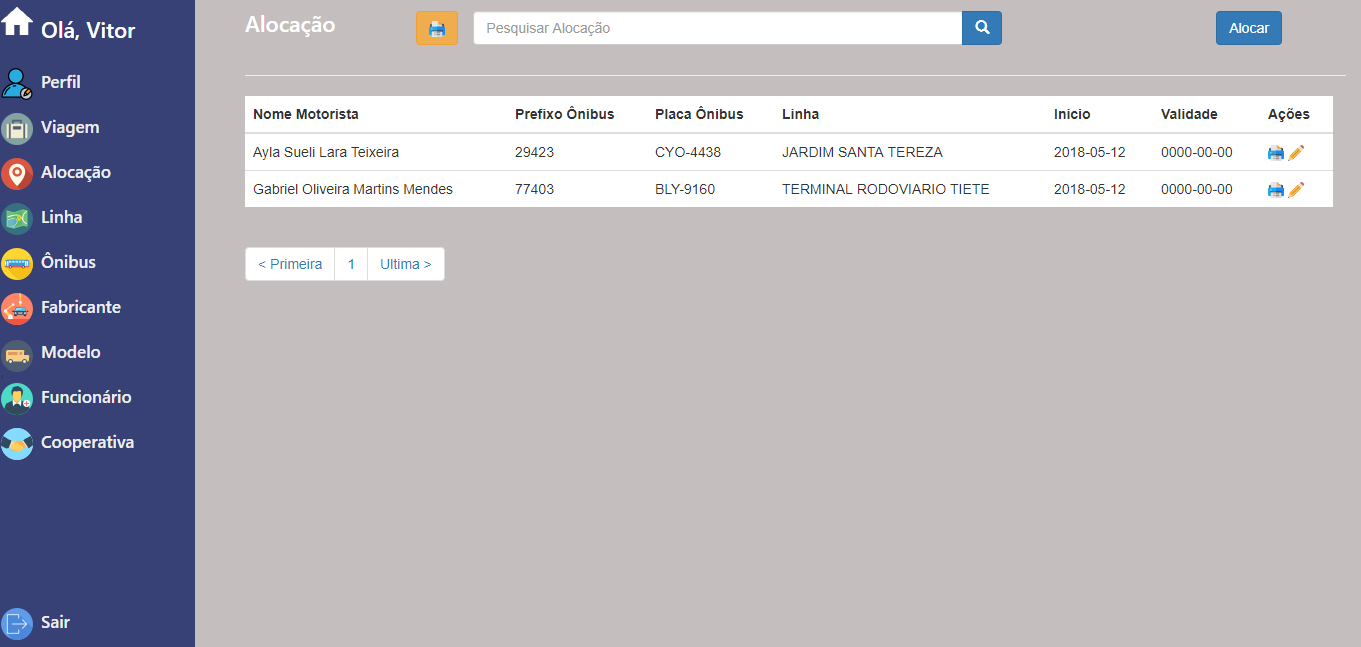 Olá, Vitor
Perfil
Viagem
Alocação
Linha
Ônibus
Fabricante
Modelo
Funcionário
Cooperativa
Sair
Alocação
Pesquisar Alocação
Alocar
Nome Motorista Prefixo Ônibus Placa Ônibus Linha Inicio Validade Ações
Ayla Sueli Lara Teixeira 29423 CYO-4438 JARDIM SANTA TEREZA 2018-05-12 0000-00-00
Gabriel Oliveira Martins Mendes 77403 BLY-9160 TERMINAL RODOVIARIO TIETE 2018-05-12 0000-00-00
< Primeira 1 Ultima >